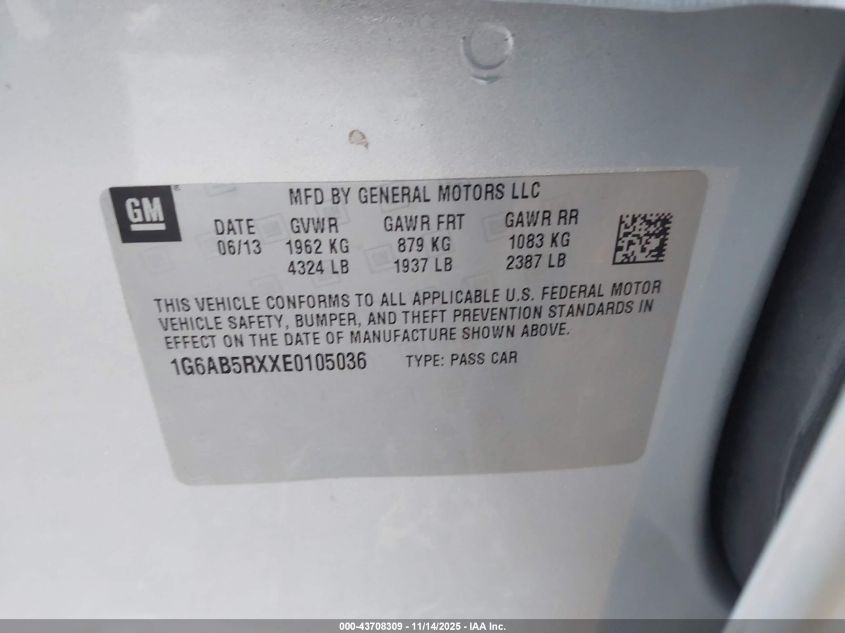 GM
MFD BY GENERAL MOTORS LLC
DATE GVWR GAWR FRT GAWR RR
06/13 1962 KG 879 KG 1083 KG
4324 LB 1937 LB 2387 LB
THIS VEHICLE CONFORMS TO ALL APPLICABLE U.S. FEDERAL MOTOR
VEHICLE SAFETY, BUMPER, AND THEFT PREVENTION STANDARDS IN
EFFECT ON THE DATE OF MANUFACTURE SHOWN ABOVE.
1G6AB5RXXE0105036 TYPE: PASS CAR
000-43708309 - 11/14/2025 - IAA Inc.